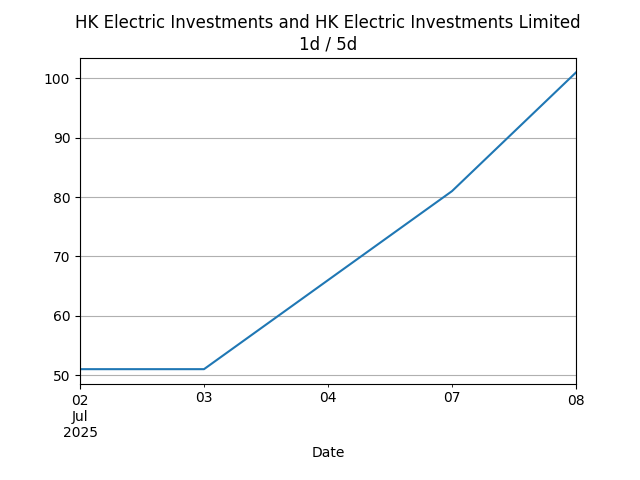 HK Electric Investments and HK Electric Investments Limited
1d / 5d
100
90
80
70
60
50
02 03 04 07 08
Jul
2025
Date